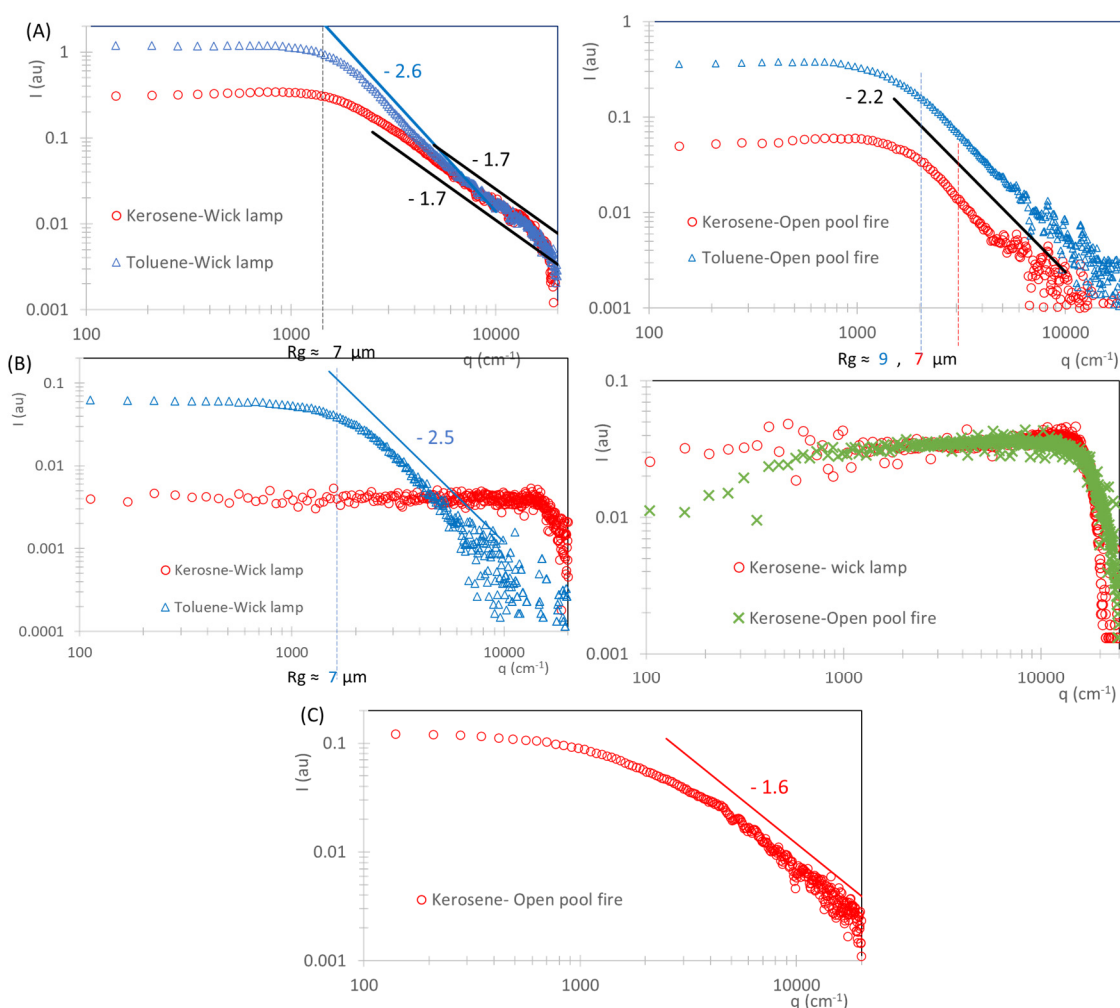 (A)
I (au)
1
0.1
0.01
0.001
- 2.6
- 1.7
- 1.7
Kerosene-Wick lamp
Toluene-Wick lamp
100
1000
10000
Rg ≈ 7 μm
q (cm⁻¹)
I (au)
1
0.1
0.01
0.001
- 2.2
Kerosene-Open pool fire
Toluene-Open pool fire
100
1000
10000
Rg ≈ 9 , 7 μm
q (cm⁻¹)
(B)
I (au)
0.1
0.01
0.001
0.0001
- 2.5
Kerosne-Wick lamp
Toluene-Wick lamp
100
1000
10000
q (cm⁻¹)
Rg ≈ 7 μm
I (au)
0.1
0.01
0.001
Kerosene- wick lamp
Kerosene-Open pool fire
100
1000
10000
q (cm⁻¹)
(C)
I (au)
0.1
0.01
0.001
- 1.6
Kerosene- Open pool fire
100
1000
10000
q (cm⁻¹)